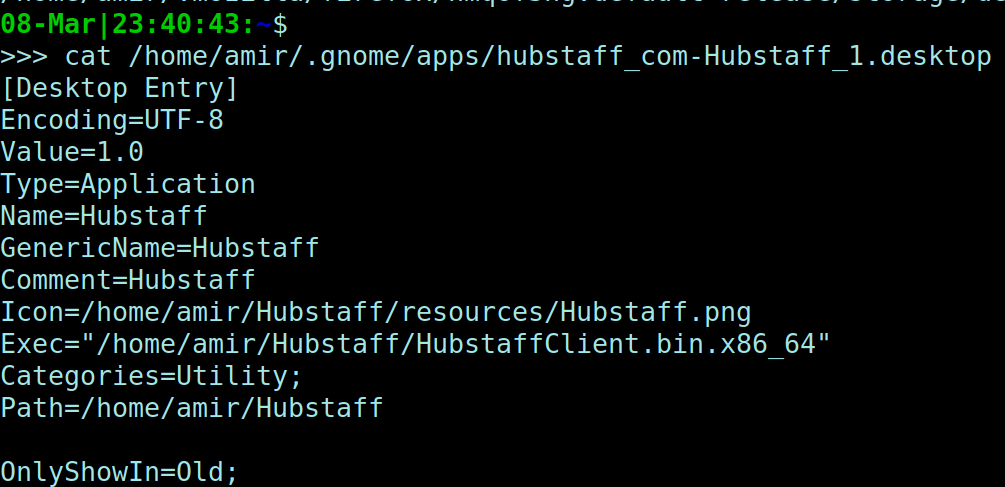 08-Mar|23:40:43:~$
>>> cat /home/amir/.gnome/apps/hubstaff_com-Hubstaff_1.desktop
[Desktop Entry]
Encoding=UTF-8
Value=1.0
Type=Application
Name=Hubstaff
GenericName=Hubstaff
Comment=Hubstaff
Icon=/home/amir/Hubstaff/resources/Hubstaff.png
Exec="/home/amir/Hubstaff/HubstaffClient.bin.x86_64"
Categories=Utility;
Path=/home/amir/Hubstaff
OnlyShowIn=Old;